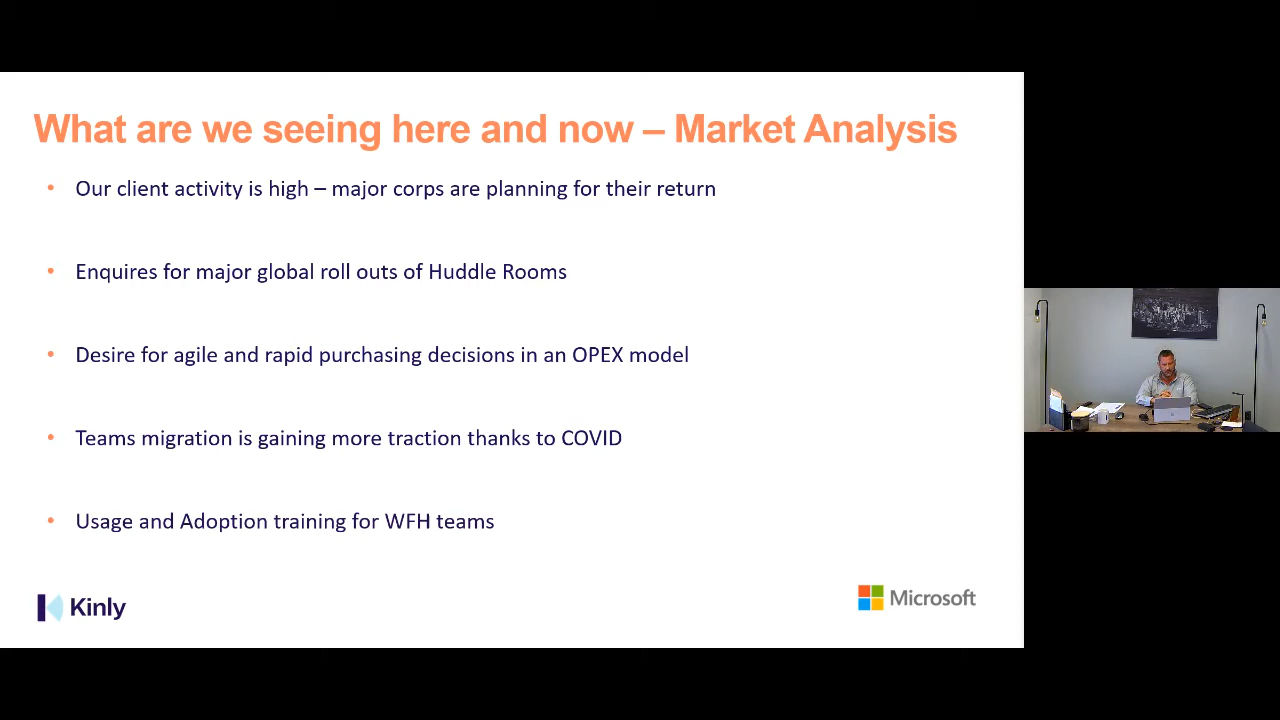 What are we seeing here and now – Market Analysis
• Our client activity is high – major corps are planning for their return
• Enquires for major global roll outs of Huddle Rooms
• Desire for agile and rapid purchasing decisions in an OPEX model
• Teams migration is gaining more traction thanks to COVID
• Usage and Adoption training for WFH teams
Kinly
Microsoft